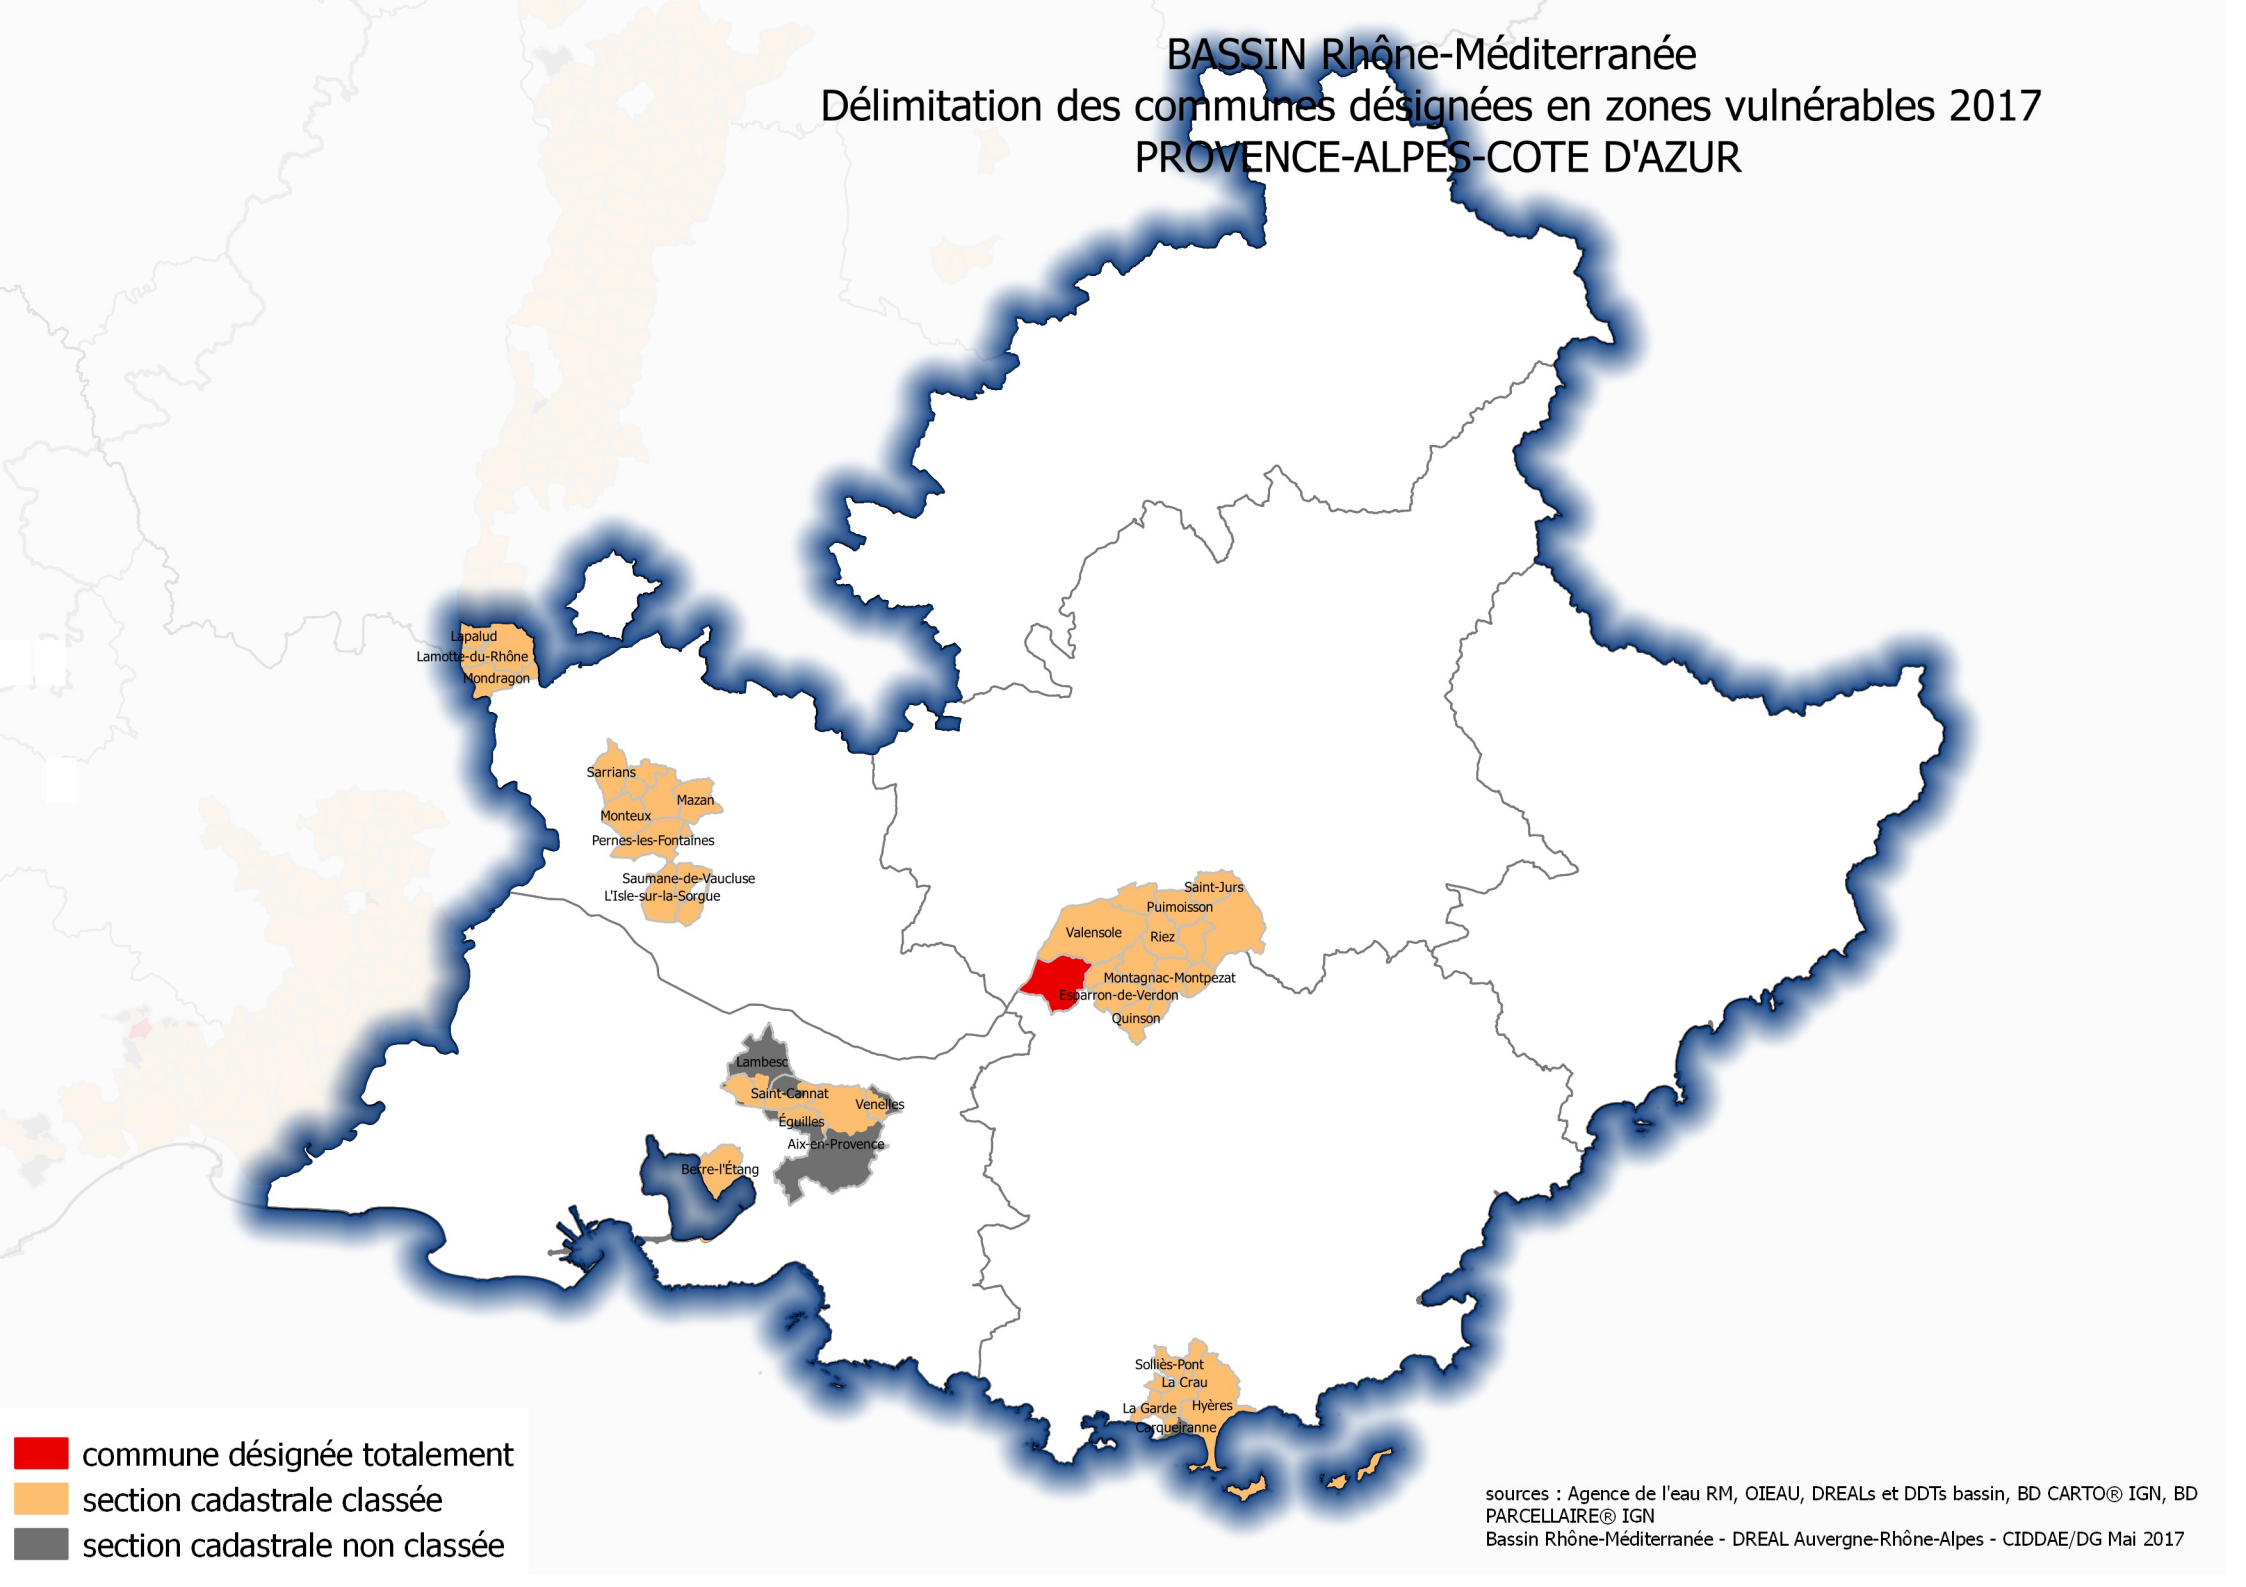 BASSIN Rhône-Méditerranée
Délimitation des communes désignées en zones vulnérables 2017
PROVENCE-ALPES-COTE D'AZUR
Lapalud
Lamotte-du-Rhône
Mondragon
Sarrians
Mazan
Monteux
Pernes-les-Fontaines
Saumane-de-Vaucluse
L'Isle-sur-la-Sorgue
Saint-Jurs
Puimoisson
Valensole
Riez
Montagnac-Montpezat
Esparron-de-Verdon
Quinson
Lambesc
Saint-Cannat
Venelles
Éguilles
Aix-en-Provence
Berre-l'Étang
Solliès-Pont
La Crau
La Garde
Hyères
Carqueiranne
commune désignée totalement
section cadastrale classée
section cadastrale non classée
sources : Agence de l'eau RM, OIEAU, DREALs et DDTs bassin, BD CARTO® IGN, BD
PARCELLAIRE® IGN
Bassin Rhône-Méditerranée - DREAL Auvergne-Rhône-Alpes - CIDDAE/DG Mai 2017